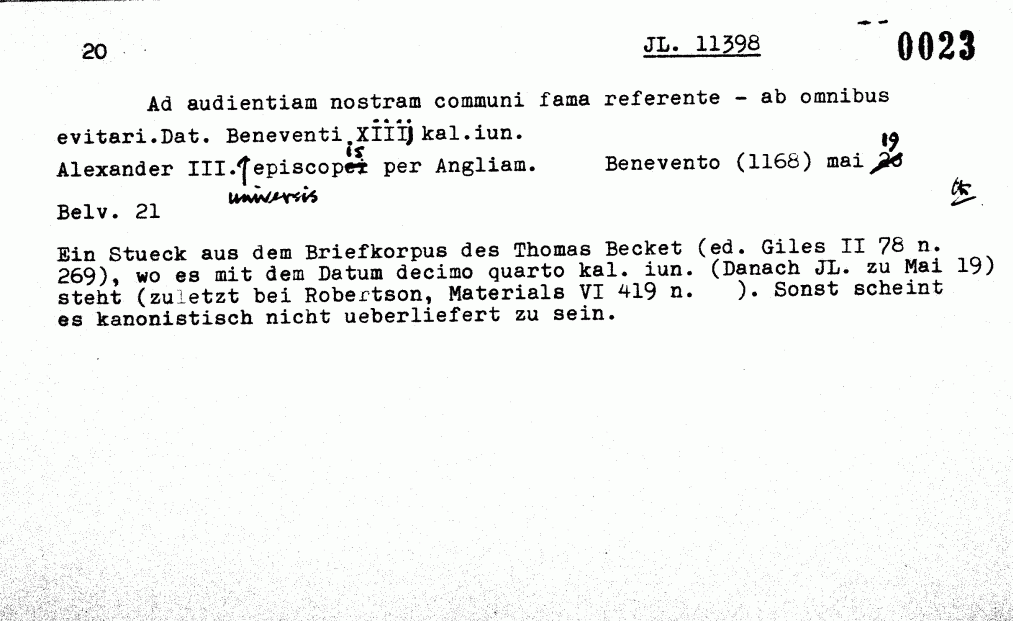 20 JL. 11398 0023
Ad audientiam nostram communi fama referente - ab omnibus
evitari.Dat. Beneventi.XIIIj kal.iun.
is 19
Alexander III. episcopei per Angliam. Benevento (1168) mai 20
universis
Belv. 21
Ein Stueck aus dem Briefkorpus des Thomas Becket (ed. Giles II 78 n.
269), wo es mit dem Datum decimo quarto kal. iun. (Danach JL. zu Mai 19)
steht (zuletzt bei Robertson, Materials VI 419 n. ). Sonst scheint
es kanonistisch nicht ueberliefert zu sein.